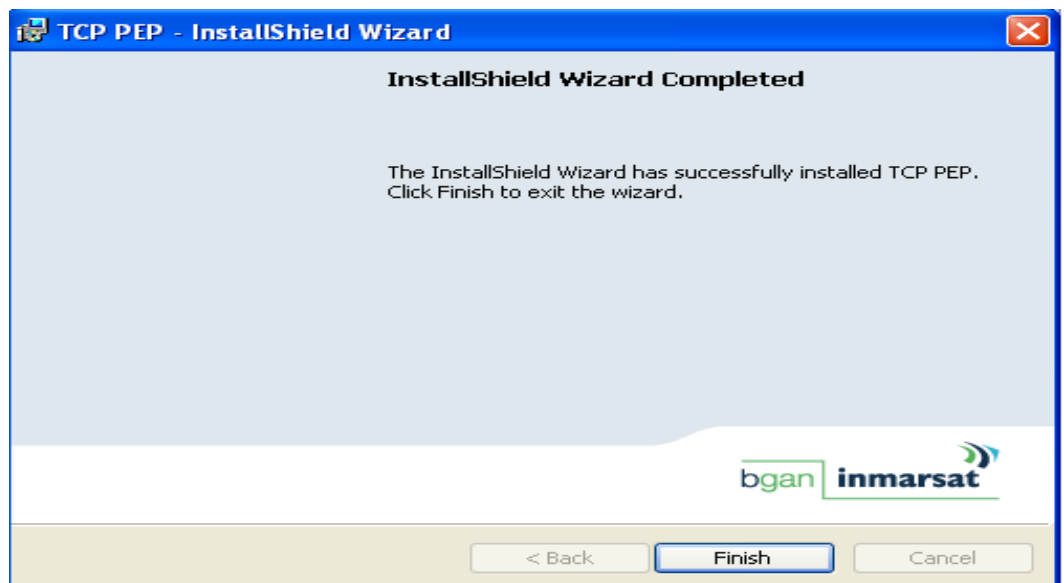 TCP PEP - InstallShield Wizard
InstallShield Wizard Completed
The InstallShield Wizard has successfully installed TCP PEP.
Click Finish to exit the wizard.
bgan inmarsat
< Back Finish Cancel